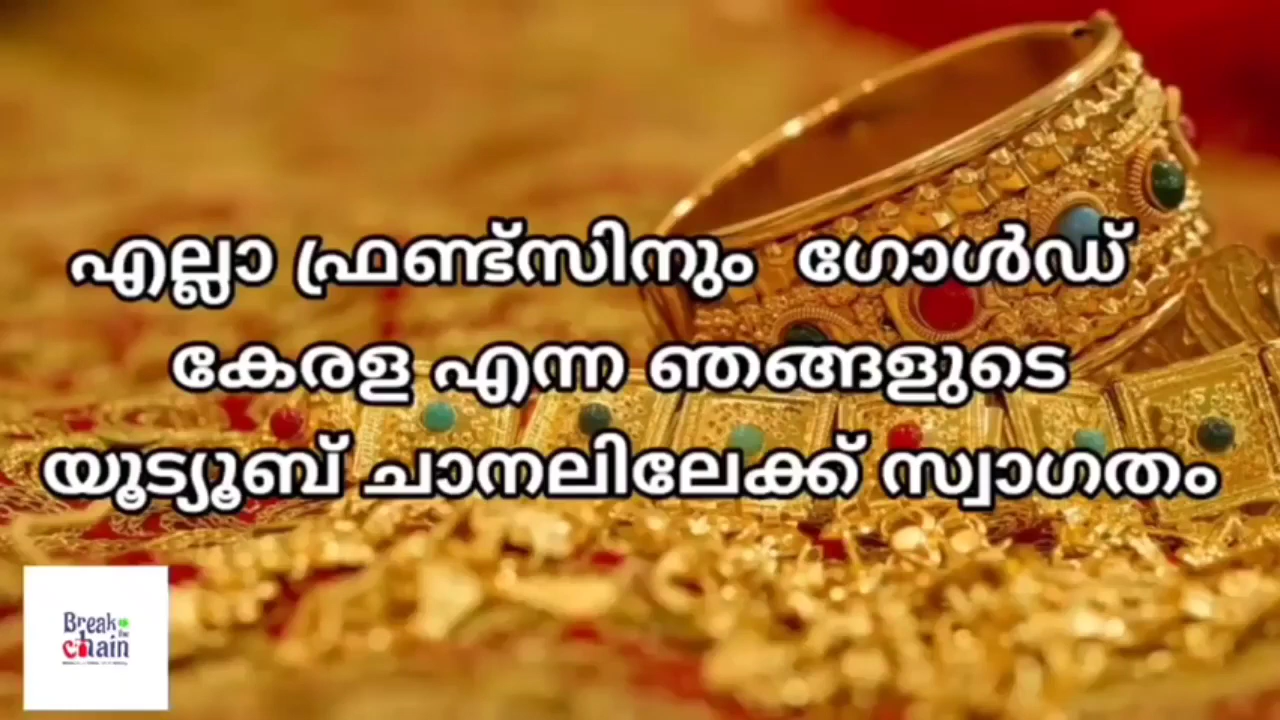 എല്ലാ ഫ്രണ്ട്സിനും ഗോൾഡ്
കേരള എന്ന ഞങ്ങളുടെ
യൂട്യൂബ് ചാനലിലേക്ക് സ്വാഗതം
Break
the
chain